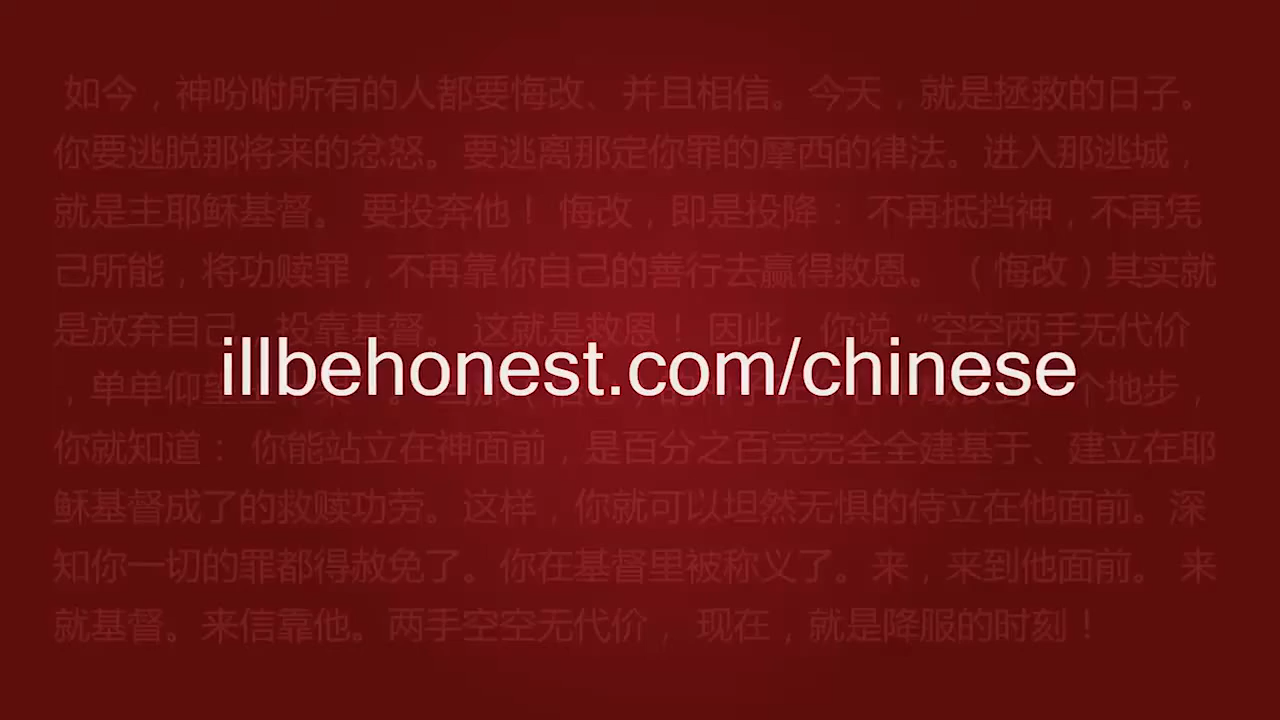 如今，神吩咐所有的人都要悔改、并且相信。今天，就是拯救的日子。
你要逃脱那将来的忿怒。要逃离那定你罪的摩西的律法。进入那逃城，
就是主耶稣基督。 要投奔他！ 悔改，即是投降： 不再抵挡神，不再凭
己所能，将功赎罪，不再靠你自己的善行去赢得救恩。 （悔改）其实就
是放弃自己、投靠基督。 这就是救恩！ 因此，你说“空空两手无代价
illbehonest.com/chinese
，单单仰望 个地步，
你就知道： 你能站立在神面前，是百分之百完完全全建基于、建立在耶
稣基督成了的救赎功劳。这样，你就可以坦然无惧的侍立在他面前。深
知你一切的罪都得赦免了。你在基督里被称义了。来，来到他面前。 来
就基督。来信靠他。两手空空无代价， 现在，就是降服的时刻！